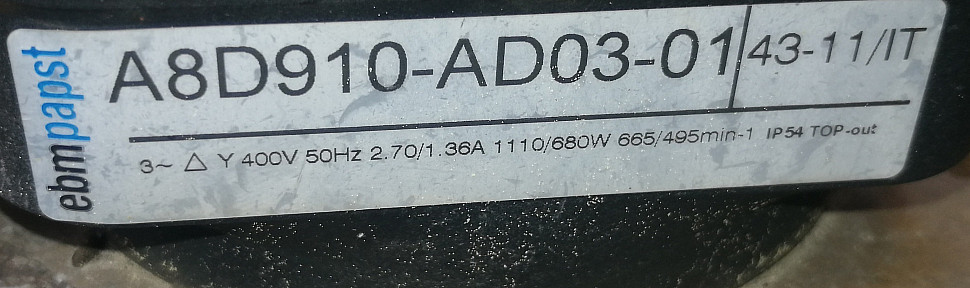 ebmpapst
A8D910-AD03-01 43-11/IT
3~ △ Y 400V 50Hz 2.70/1.36A 1110/680W 665/495min-1 IP54 TOP-out